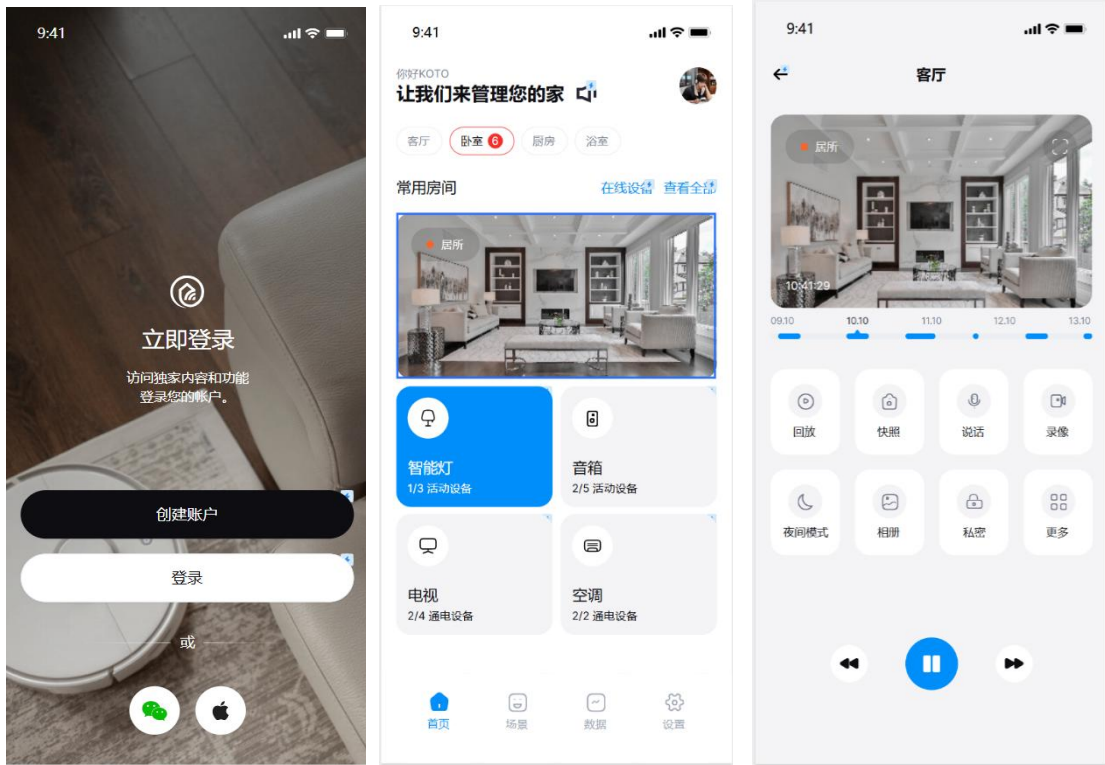 9:41
立即登录
访问独家内容和功能
登录您的帐户。
创建账户
登录
或
9:41
你好KOTO
让我们来管理您的家
客厅 卧室 6 厨房 浴室
常用房间 在线设备 查看全部
居所
智能灯
1/3 活动设备
音箱
2/5 活动设备
电视
2/4 通电设备
空调
2/2 通电设备
首页 场景 数据 设置
9:41
客厅
居所
10:41:29
09.10 10.10 11.10 12.10 13.10
回放 快照 说话 录像
夜间模式 相册 私密 更多